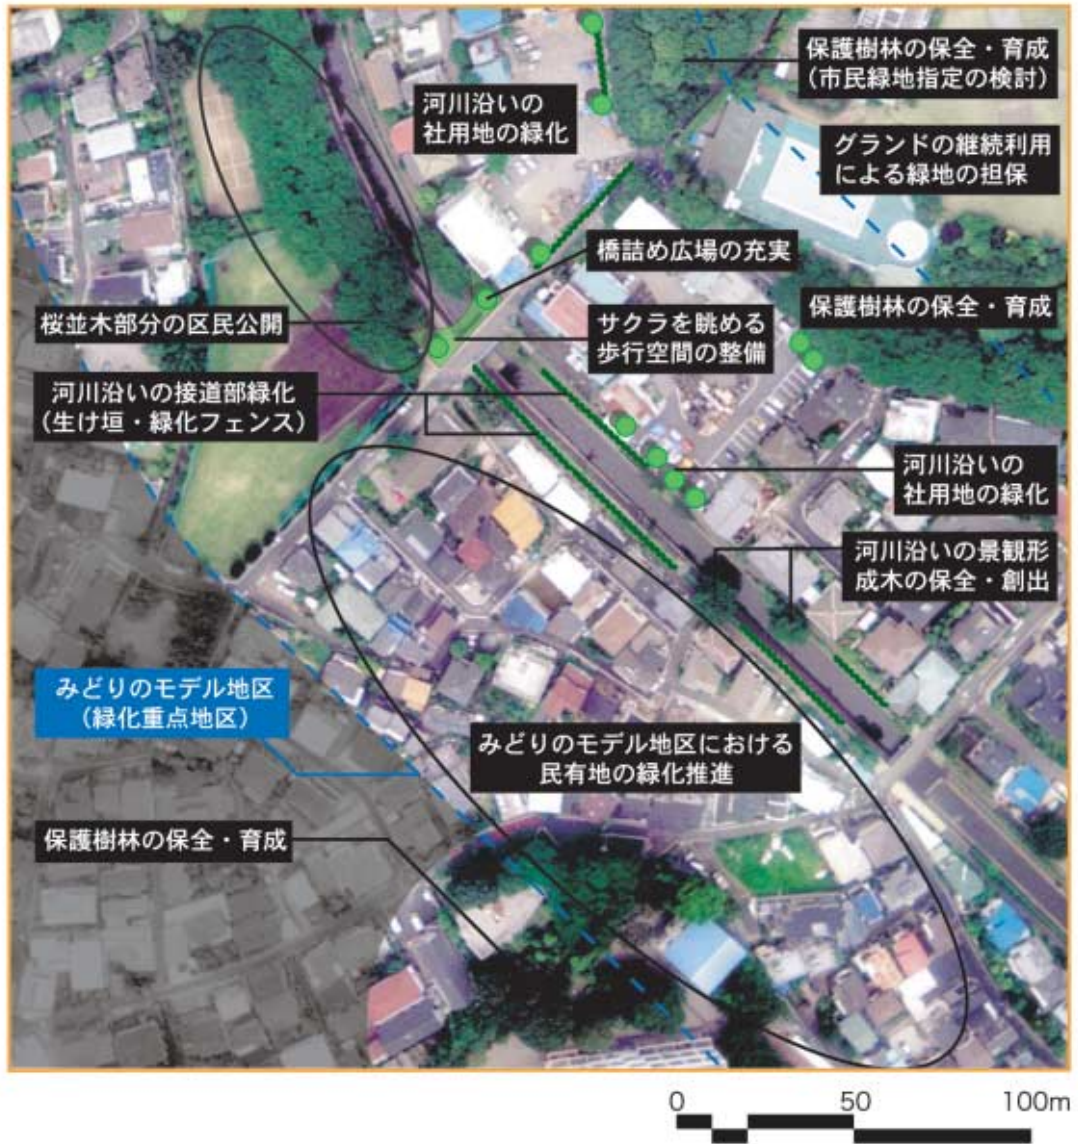 保護樹林の保全・育成
(市民緑地指定の検討)
河川沿いの
社用地の緑化
グランドの継続利用
による緑地の担保
橋詰め広場の充実
保護樹林の保全・育成
桜並木部分の区民公開
サクラを眺める
歩行空間の整備
河川沿いの接道部緑化
(生け垣・緑化フェンス)
河川沿いの
社用地の緑化
河川沿いの景観形
成木の保全・創出
みどりのモデル地区
(緑化重点地区)
みどりのモデル地区における
民有地の緑化推進
保護樹林の保全・育成
0 50 100m